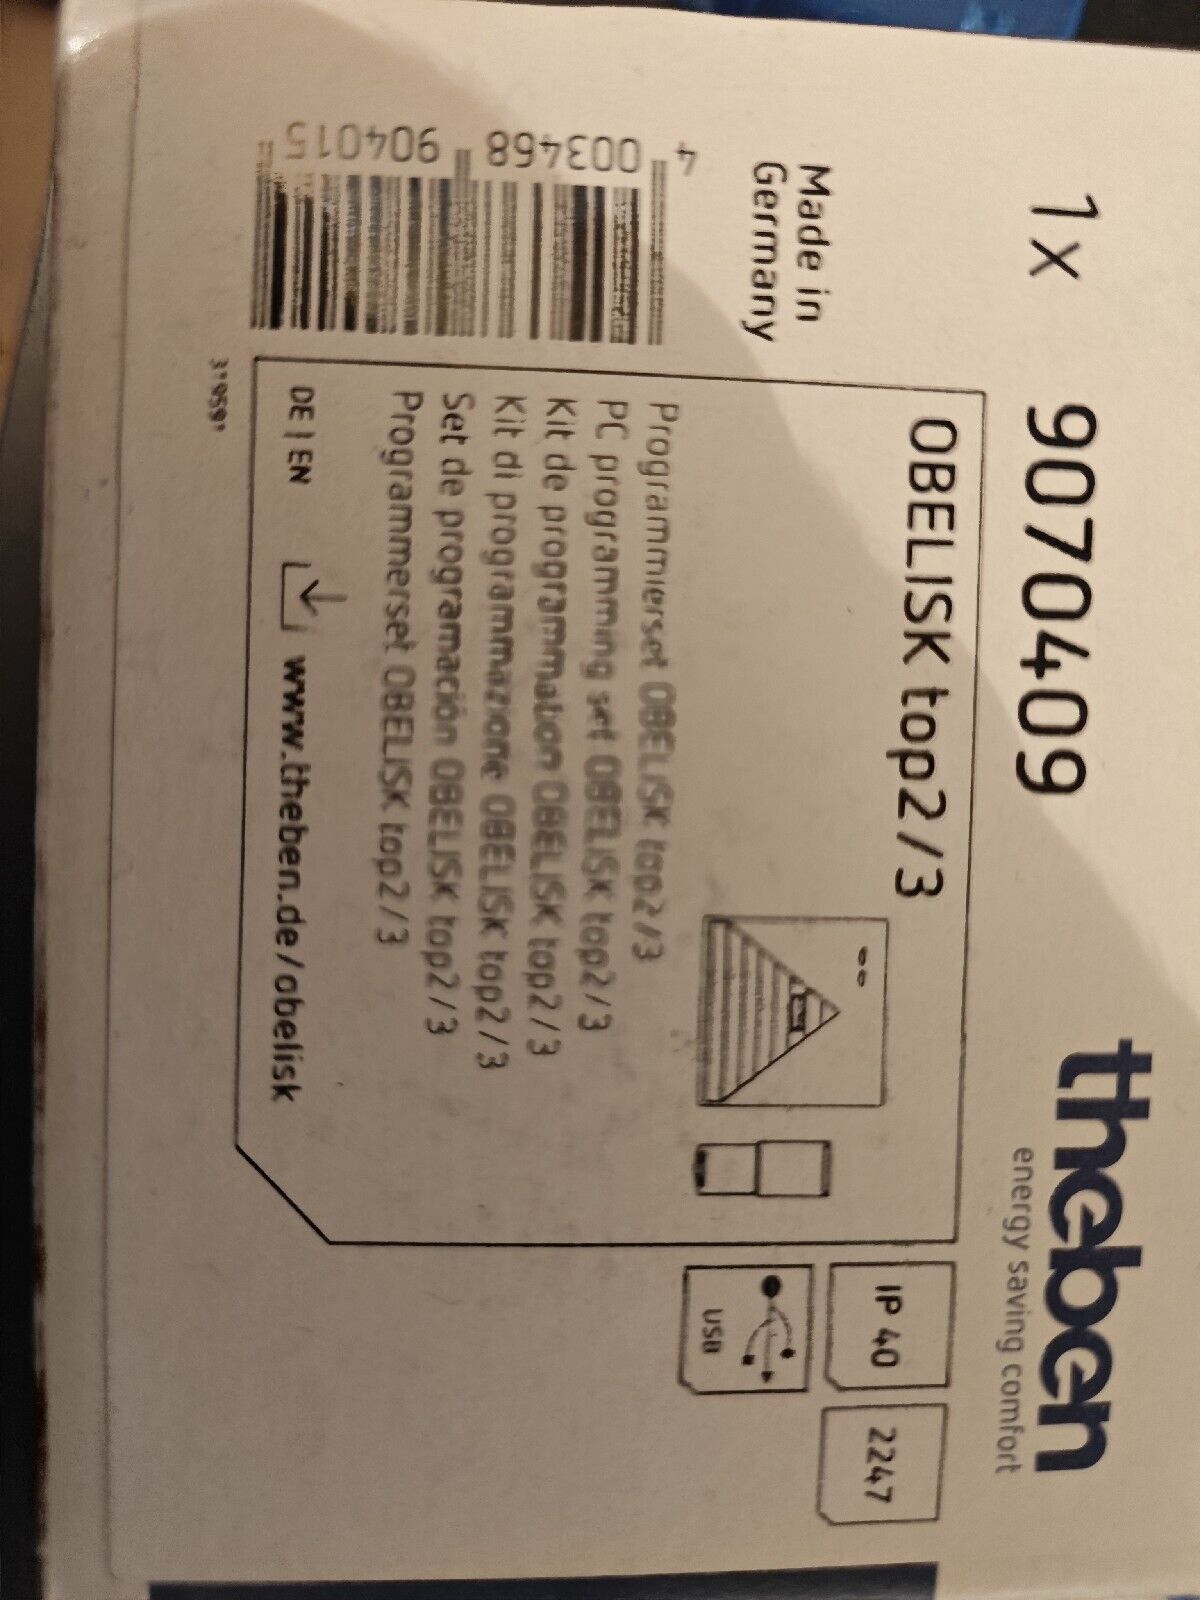 1x 9070409
theben
energy saving comfort
Made in
Germany
4 003468 904015
OBELISK top2/3
Programmierset OBELISK top2/3
PC programming set OBELISK top2/3
Kit de programmation OBELISK top2/3
Kit di programmazione OBELISK top2/3
Set de programación OBELISK top2/3
Programmerset OBELISK top2/3
DE | EN www.theben.de/obelisk
IP 40
2247
USB